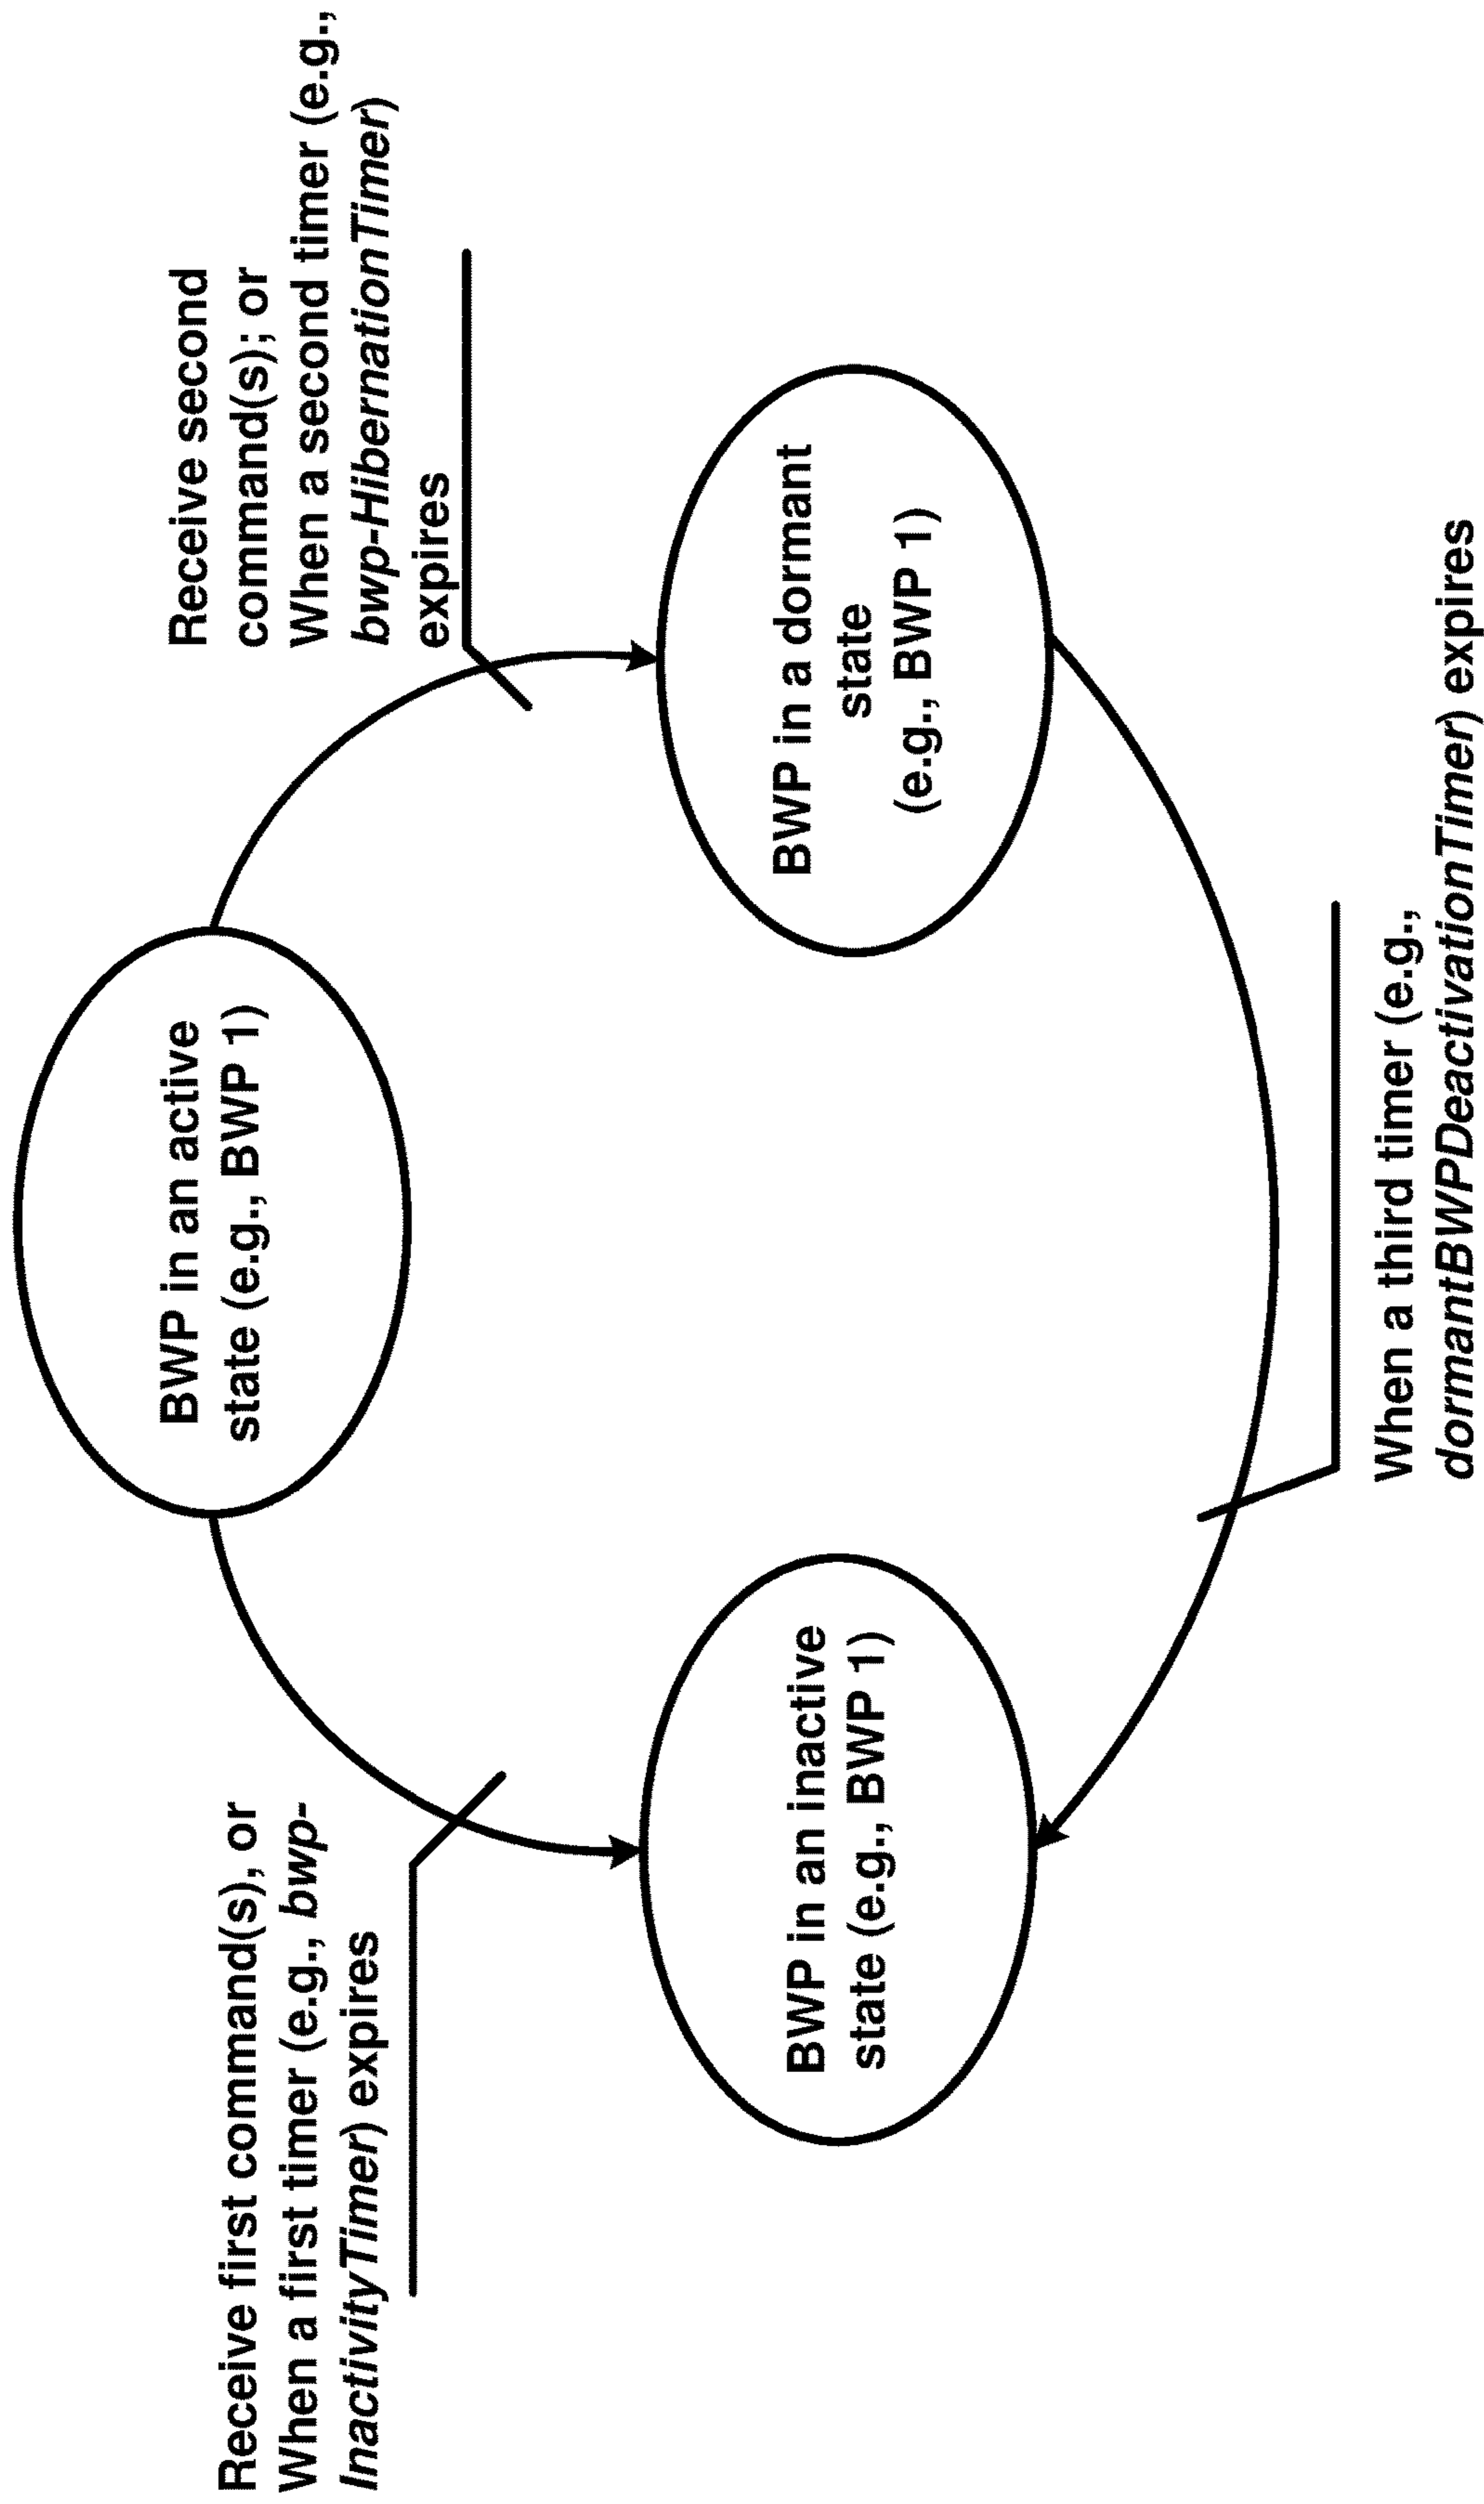 BWP in an active
state (e.g., BWP 1)
Receive first command(s), or
When a first timer (e.g., bwp-
InactivityTimer) expires
Receive second
command(s); or
When a second timer (e.g.,
bwp-HibernationTimer)
expires
BWP in an inactive
state (e.g., BWP 1)
BWP in a dormant
state
(e.g., BWP 1)
When a third timer (e.g.,
dormantBWPDeactivationTimer) expires